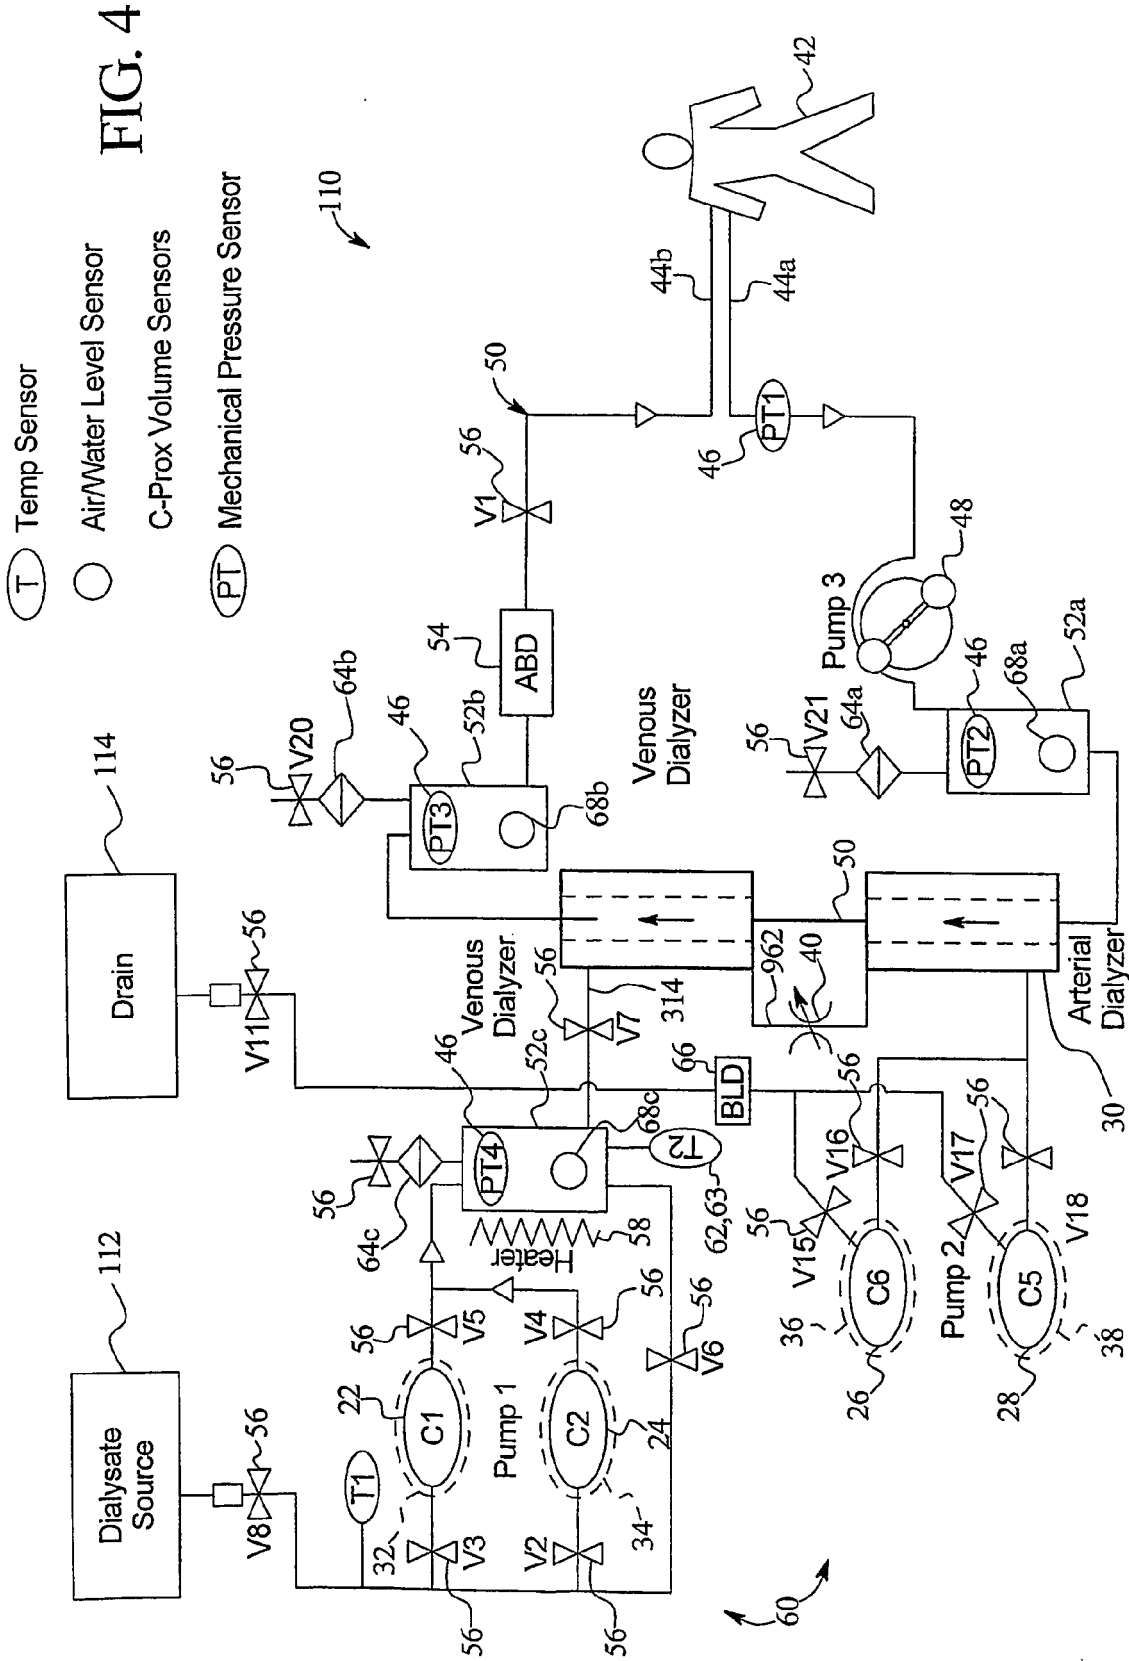 FIG. 4
T Temp Sensor
Air/Water Level Sensor
C-Prox Volume Sensors
PT Mechanical Pressure Sensor
110
Dialysate
Source
112
Drain
114
V8
56
V11
56
T1
V20
56
64b
PT3
46
52b
68b
54
ABD
V1
56
50
44b
44a
42
PT1
46
Pump 3
48
V21
56
64a
PT2
46
68a
52a
Venous
Dialyzer
Venous
Dialyzer
Arterial
Dialyzer
50
962
40
30
314
56
V7
66
BLD
56
64c
PT4
46
52c
68c
T2
62,63
Heater
58
32
22
C1
V3
56
V5
56
Pump 1
34
24
C2
V2
56
V4
56
V6
56
V15
56
V16
56
36
C6
26
Pump 2
V17
56
56
V18
C5
28
38
60